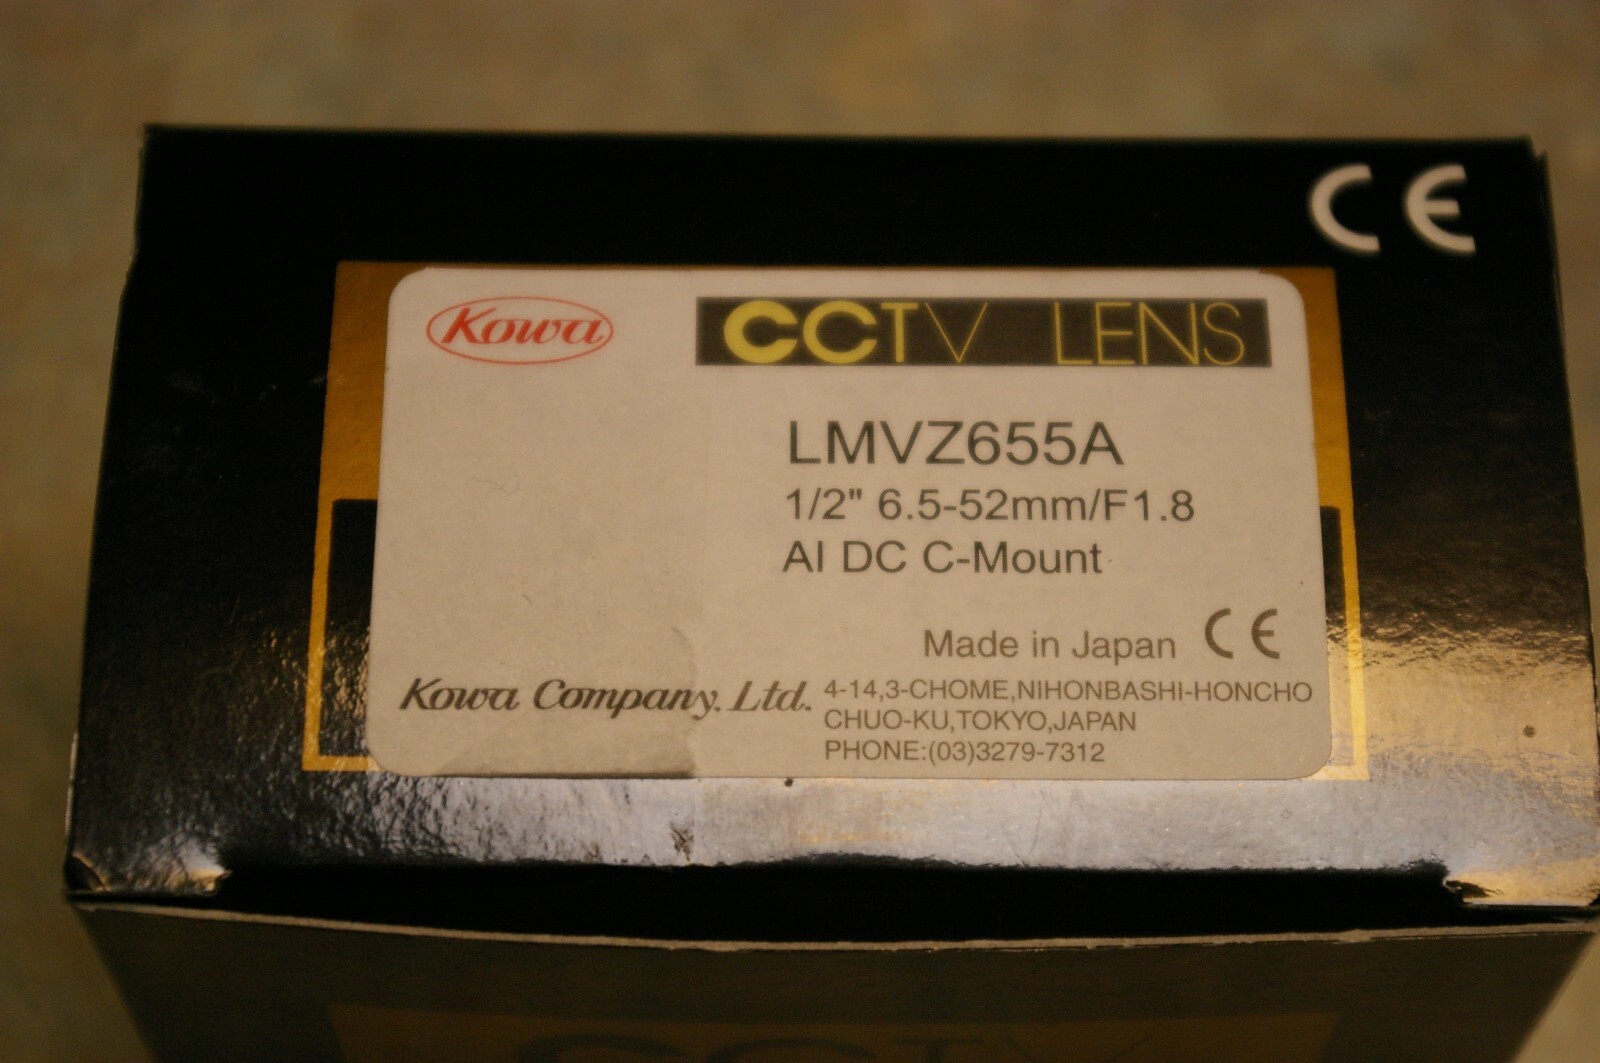 CE
Kowa
CCTV LENS
LMVZ655A
1/2" 6.5-52mm/F1.8
AI DC C-Mount
Made in Japan CE
Kowa Company, Ltd.
4-14,3-CHOME,NIHONBASHI-HONCHO
CHUO-KU,TOKYO,JAPAN
PHONE:(03)3279-7312
CCTV